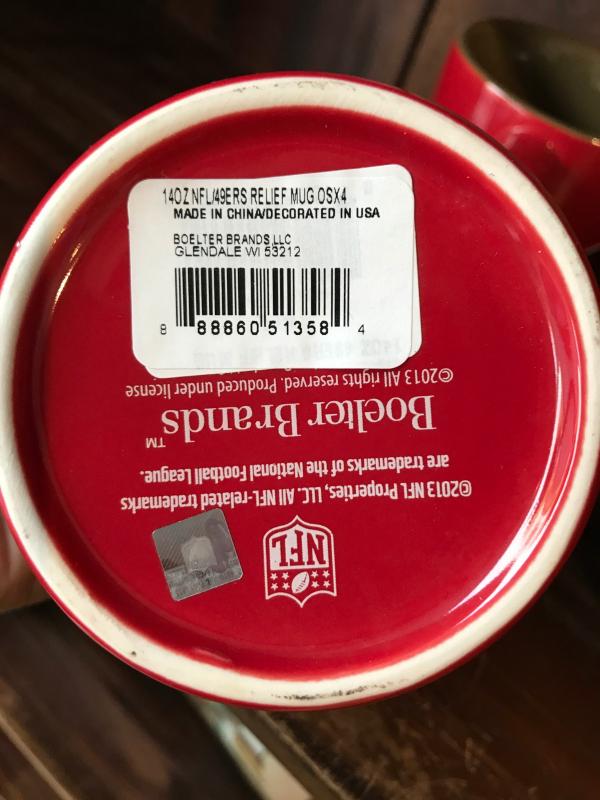 14OZ NFL/49ERS RELIEF MUG OSX4
MADE IN CHINA/DECORATED IN USA
BOELTER BRANDS,LLC
GLENDALE WI 53212
8 88860 51358 4
NFL
©2013 NFL Properties, LLC. All NFL-related trademarks
are trademarks of the National Football League.
Boelter Brands™
©2013 All rights reserved. Produced under license